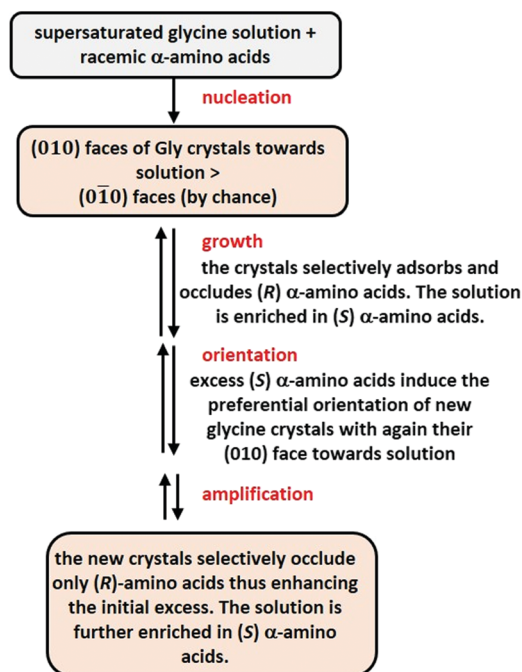 supersaturated glycine solution +
racemic α-amino acids
nucleation
(010) faces of Gly crystals towards
solution >
(01̄0) faces (by chance)
growth
the crystals selectively adsorbs and
occludes (R) α-amino acids. The solution
is enriched in (S) α-amino acids.
orientation
excess (S) α-amino acids induce the
preferential orientation of new
glycine crystals with again their
(010) face towards solution
amplification
the new crystals selectively occlude
only (R)-amino acids thus enhancing
the initial excess. The solution is
further enriched in (S) α-amino
acids.